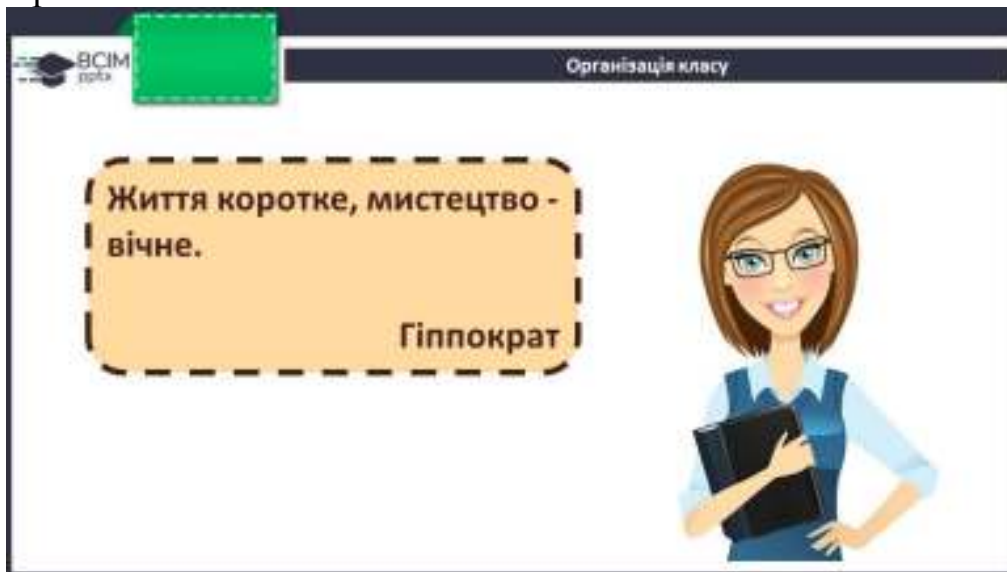 ВСІМ
pptx
Організація класу
Життя коротке, мистецтво -
вічне.
Гіппократ